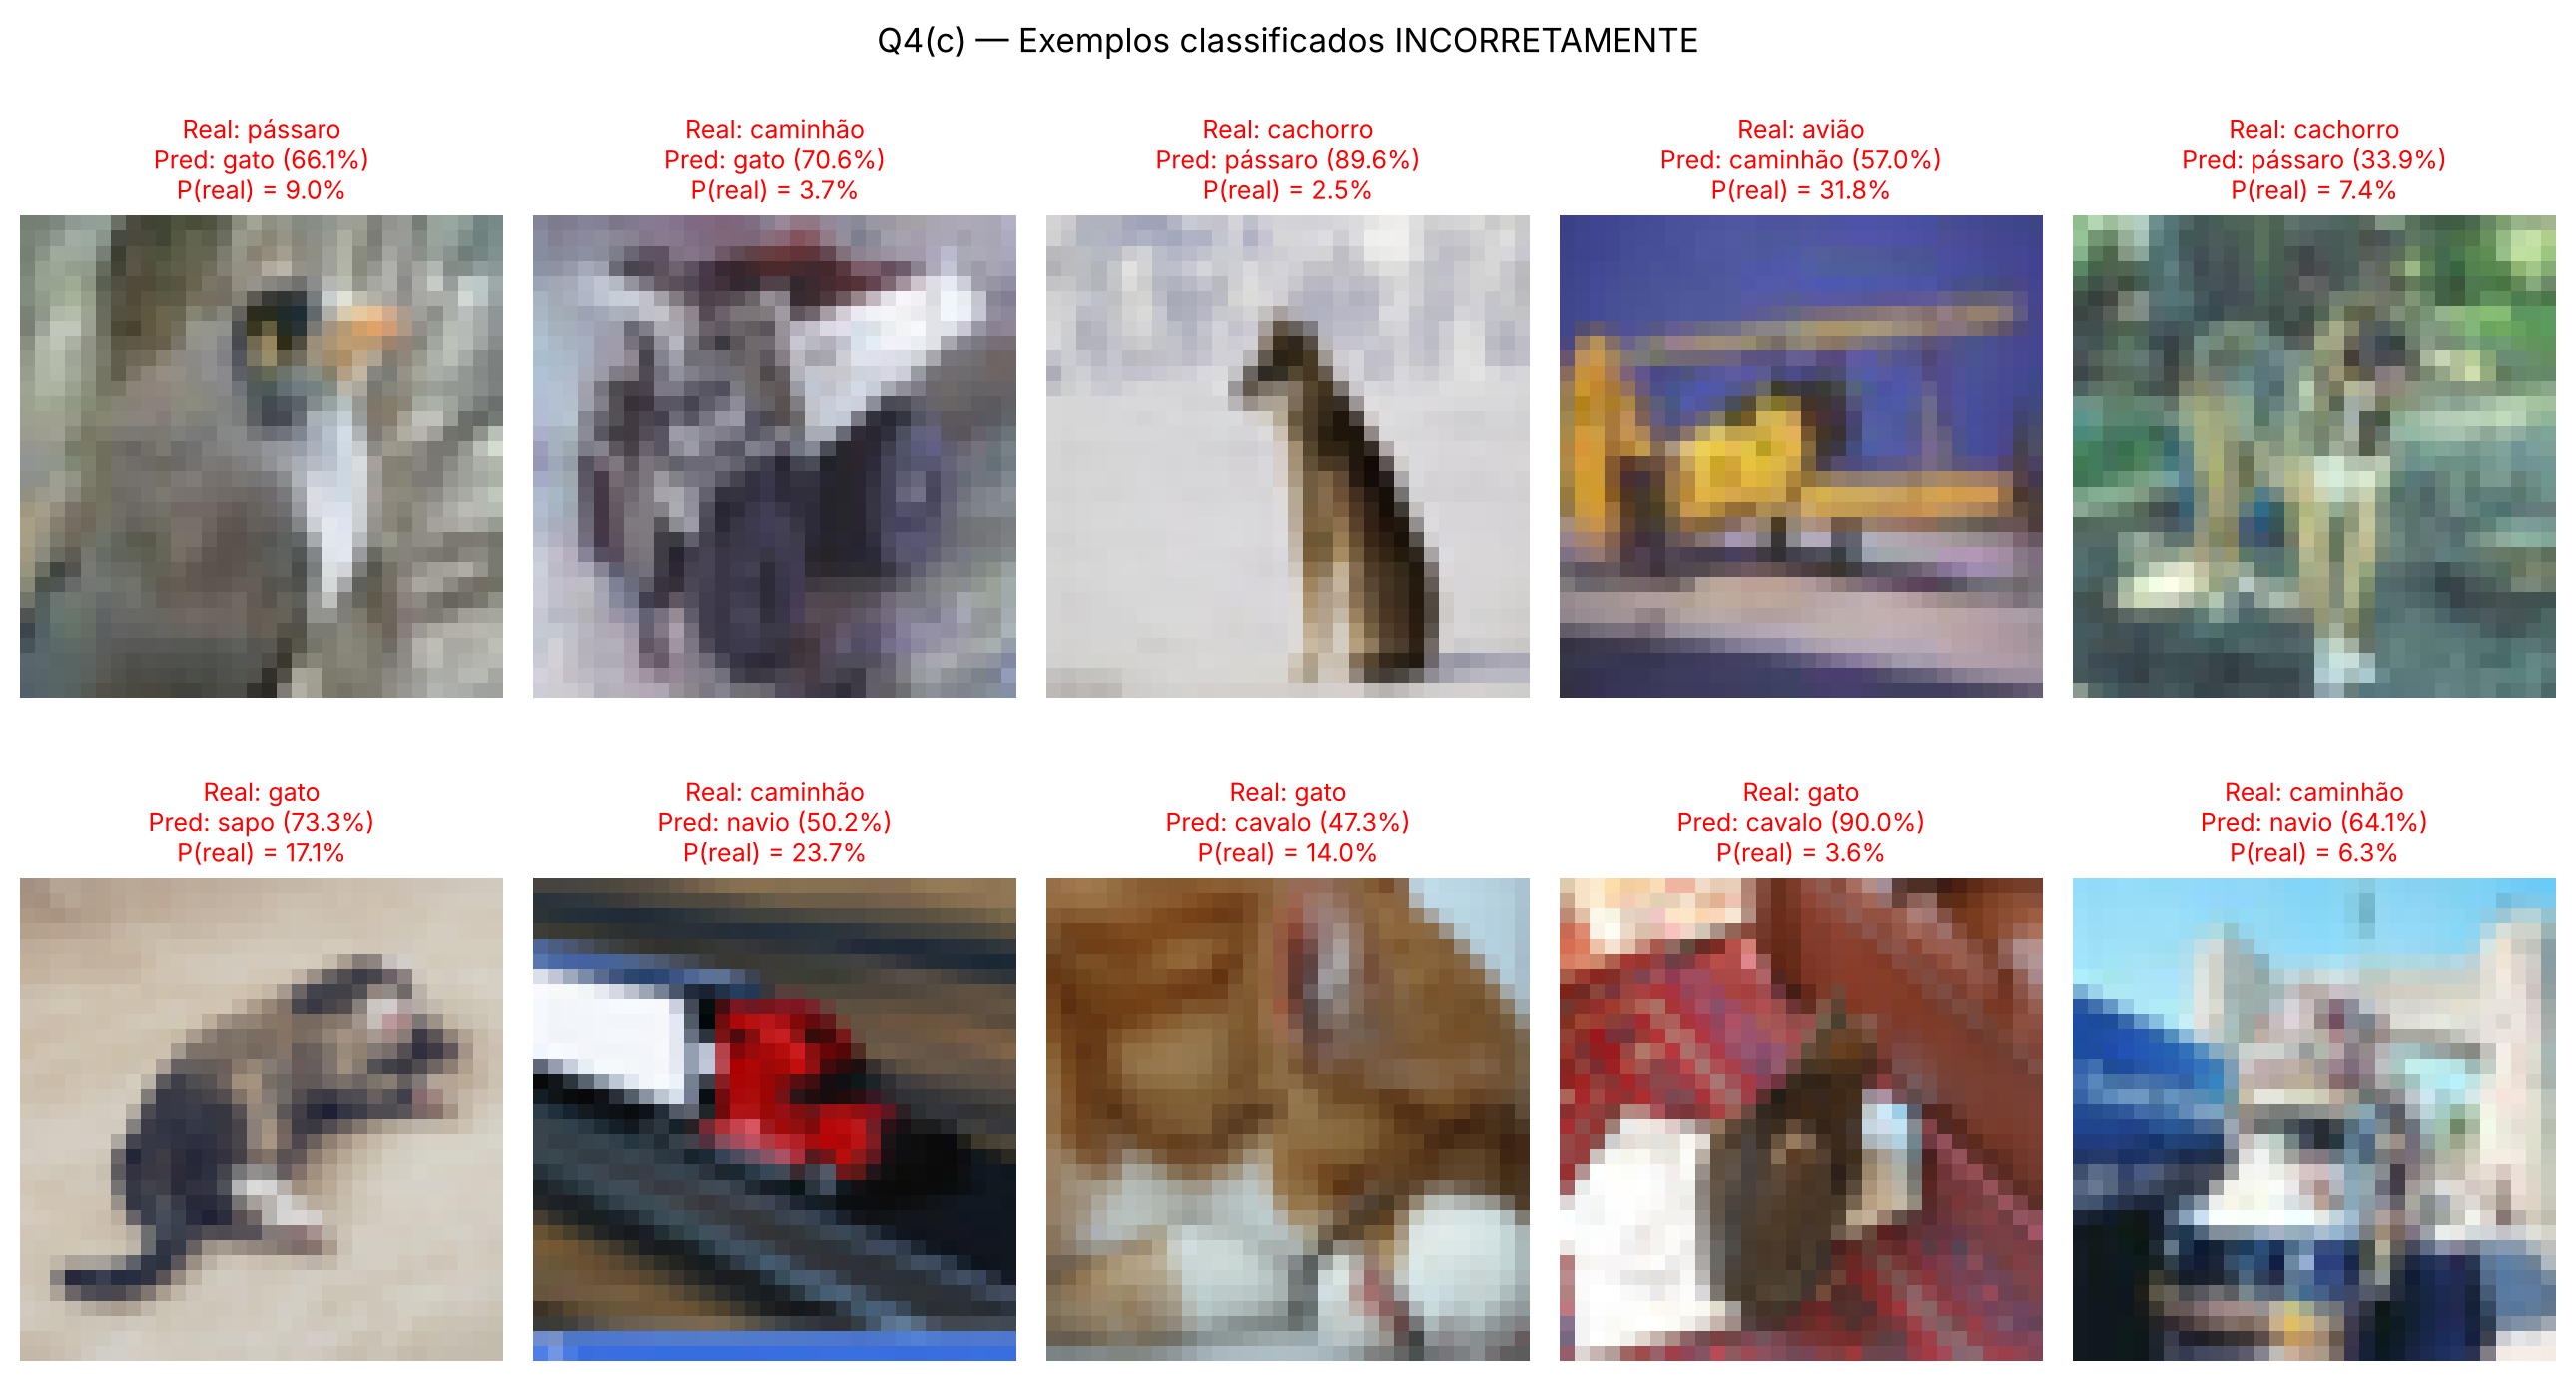 Q4(c) — Exemplos classificados INCORRETAMENTE
Real: pássaro
Pred: gato (66.1%)
P(real) = 9.0%
Real: caminhão
Pred: gato (70.6%)
P(real) = 3.7%
Real: cachorro
Pred: pássaro (89.6%)
P(real) = 2.5%
Real: avião
Pred: caminhão (57.0%)
P(real) = 31.8%
Real: cachorro
Pred: pássaro (33.9%)
P(real) = 7.4%
Real: gato
Pred: sapo (73.3%)
P(real) = 17.1%
Real: caminhão
Pred: navio (50.2%)
P(real) = 23.7%
Real: gato
Pred: cavalo (47.3%)
P(real) = 14.0%
Real: gato
Pred: cavalo (90.0%)
P(real) = 3.6%
Real: caminhão
Pred: navio (64.1%)
P(real) = 6.3%